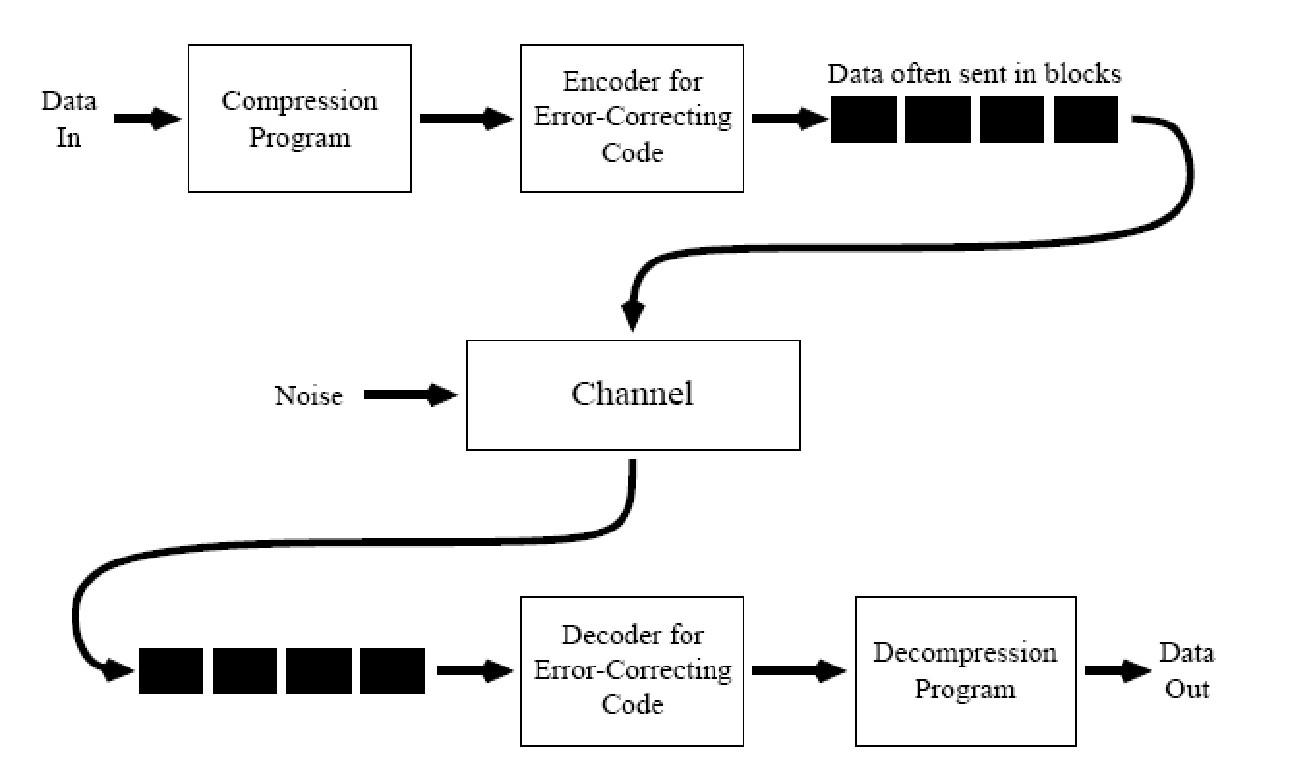 Data
In
Compression
Program
Encoder for
Error-Correcting
Code
Data often sent in blocks
Noise
Channel
Decoder for
Error-Correcting
Code
Decompression
Program
Data
Out